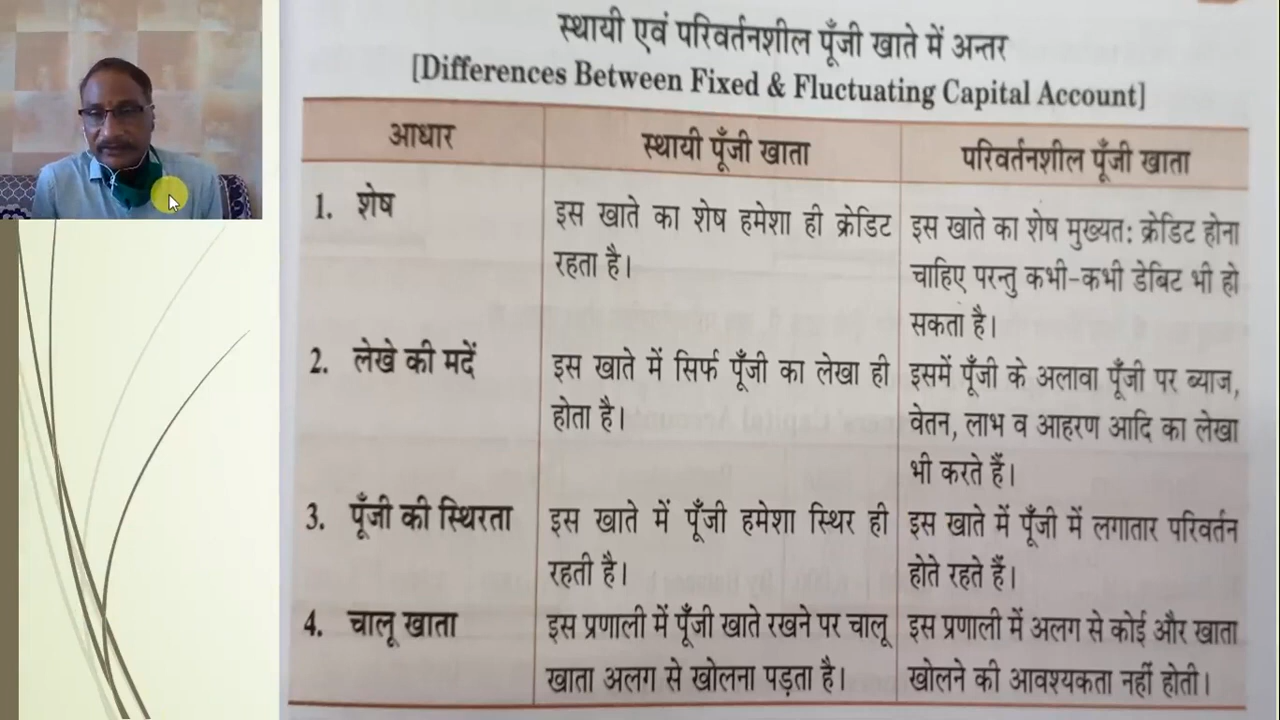 स्थायी एवं परिवर्तनशील पूँजी खाते में अन्तर
[Differences Between Fixed & Fluctuating Capital Account]
आधार
स्थायी पूँजी खाता
परिवर्तनशील पूँजी खाता
1. शेष
इस खाते का शेष हमेशा ही क्रेडिट
रहता है।
इस खाते का शेष मुख्यत: क्रेडिट होना
चाहिए परन्तु कभी-कभी डेबिट भी हो
सकता है।
2. लेखे की मदें
इस खाते में सिर्फ पूँजी का लेखा ही
होता है।
इसमें पूँजी के अलावा पूँजी पर ब्याज,
वेतन, लाभ व आहरण आदि का लेखा
भी करते हैं।
3. पूँजी की स्थिरता
इस खाते में पूँजी हमेशा स्थिर ही
रहती है।
इस खाते में पूँजी में लगातार परिवर्तन
होते रहते हैं।
4. चालू खाता
इस प्रणाली में पूँजी खाते रखने पर चालू
खाता अलग से खोलना पड़ता है।
इस प्रणाली में अलग से कोई और खाता
खोलने की आवश्यकता नहीं होती।